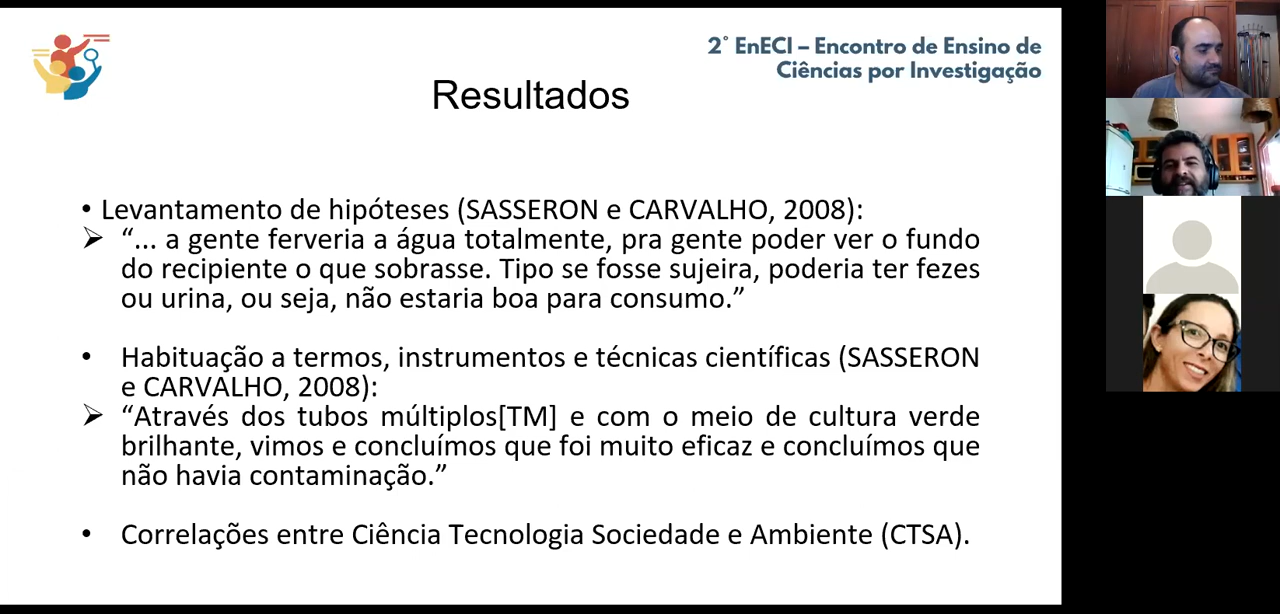 2° EnECI – Encontro de Ensino de
Ciências por Investigação
Resultados
• Levantamento de hipóteses (SASSERON e CARVALHO, 2008):
➢ “... a gente ferveria a água totalmente, pra gente poder ver o fundo
do recipiente o que sobrasse. Tipo se fosse sujeira, poderia ter fezes
ou urina, ou seja, não estaria boa para consumo.”
• Habituação a termos, instrumentos e técnicas científicas (SASSERON
e CARVALHO, 2008):
➢ “Através dos tubos múltiplos[TM] e com o meio de cultura verde
brilhante, vimos e concluímos que foi muito eficaz e concluímos que
não havia contaminação.”
• Correlações entre Ciência Tecnologia Sociedade e Ambiente (CTSA).